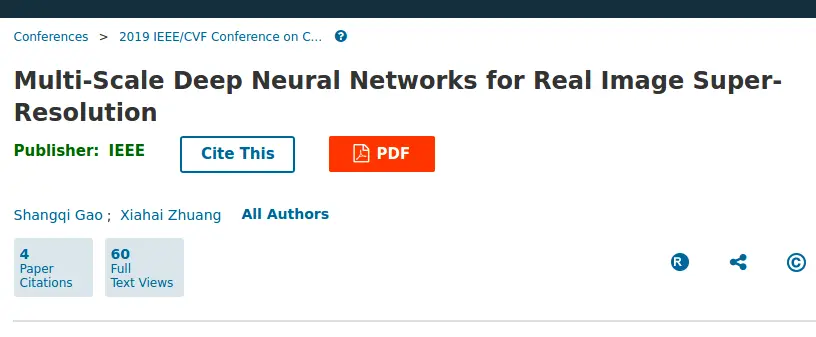 Conferences > 2019 IEEE/CVF Conference on C... ?
Multi-Scale Deep Neural Networks for Real Image Super-
Resolution
Publisher: IEEE Cite This PDF
Shangqi Gao ; Xiahai Zhuang All Authors
4 60
Paper Full
Citations Text Views
R ©